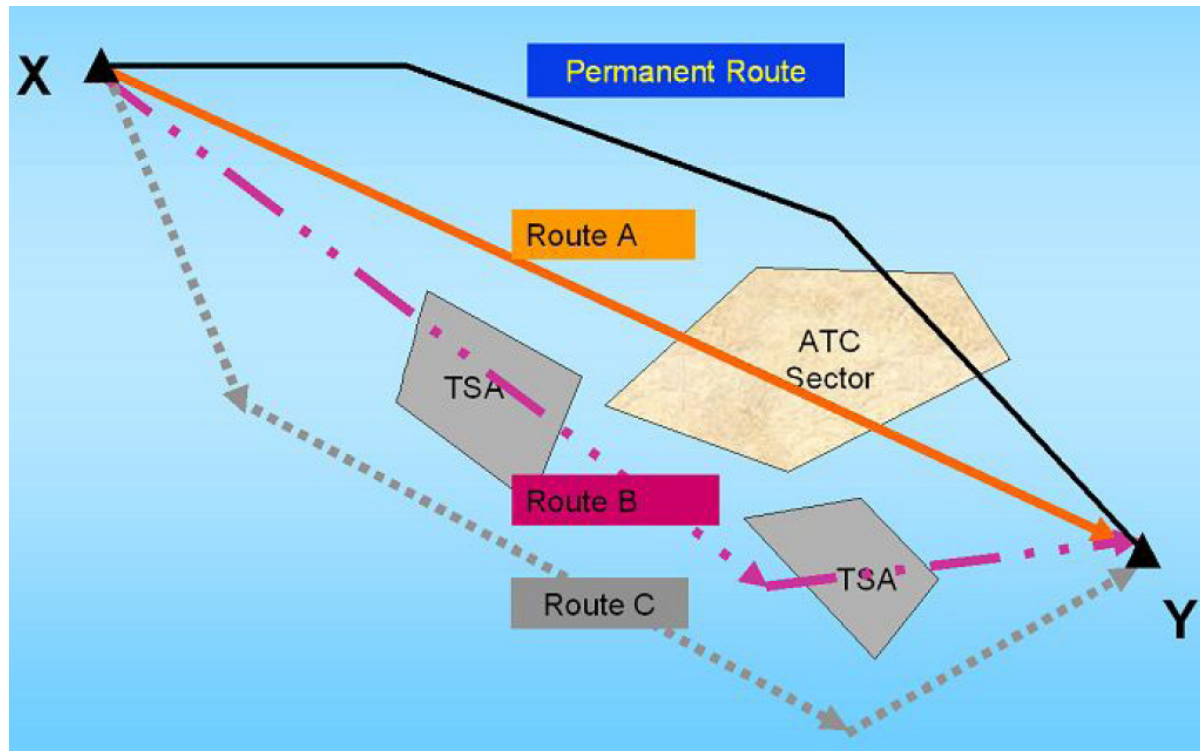 X
Permanent Route
Route A
ATC
Sector
TSA
Route B
TSA
Route C
Y